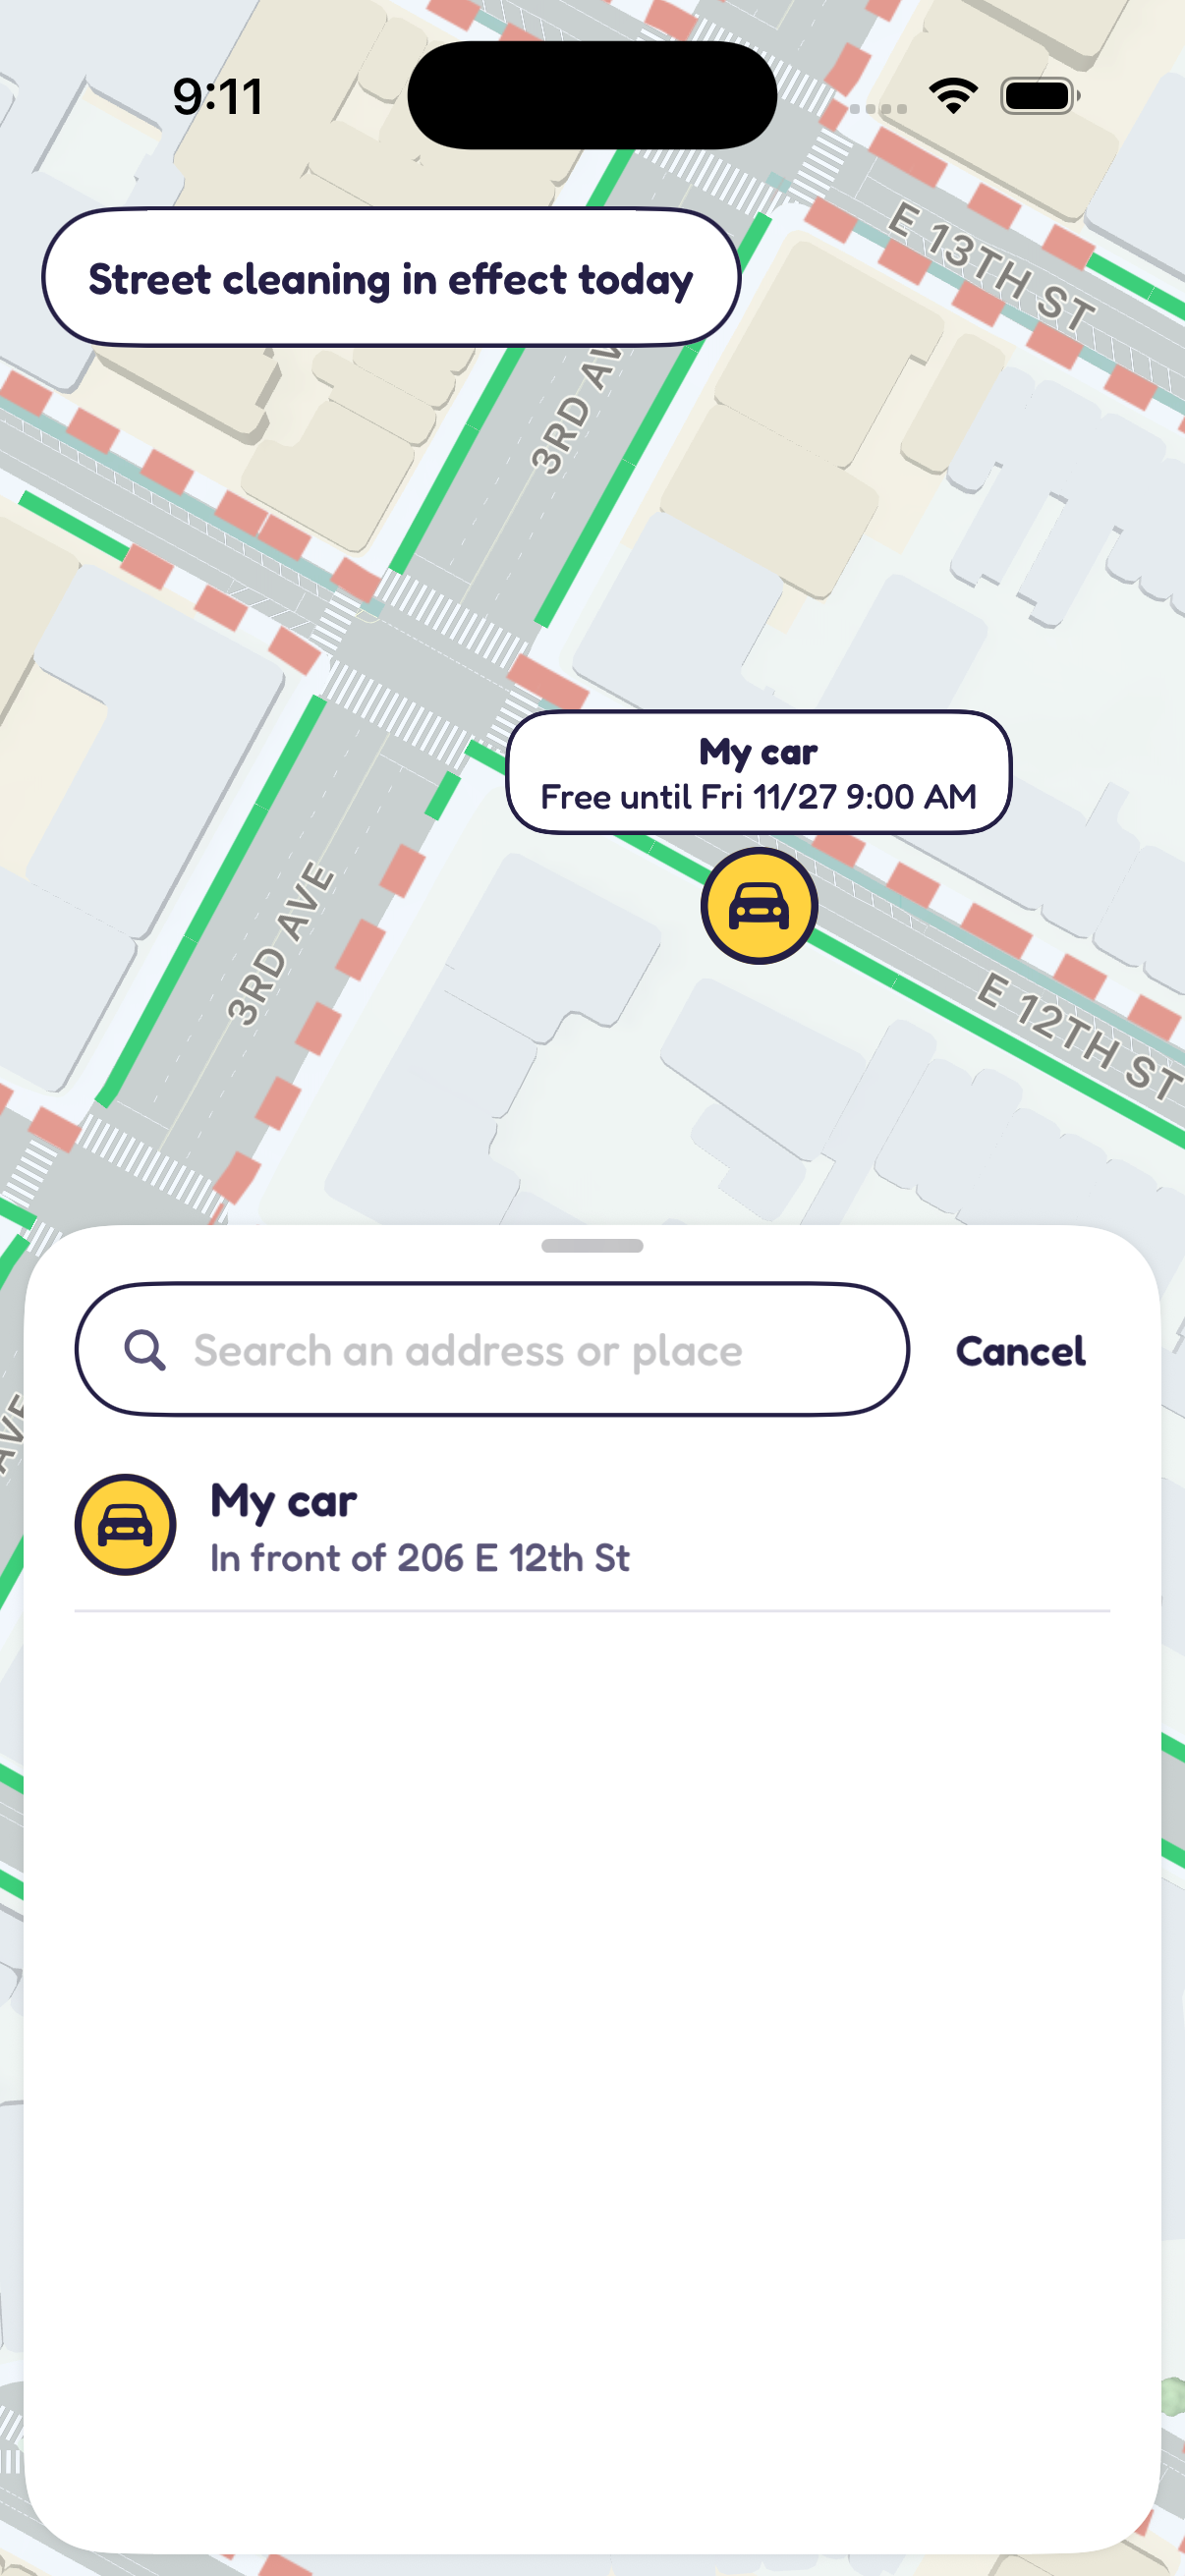 9:11
E 13TH ST
Street cleaning in effect today
3RD AV
My car
Free until Fri 11/27 9:00 AM
3RD AVE
E 12TH ST
Search an address or place
Cancel
AVE
My car
In front of 206 E 12th St